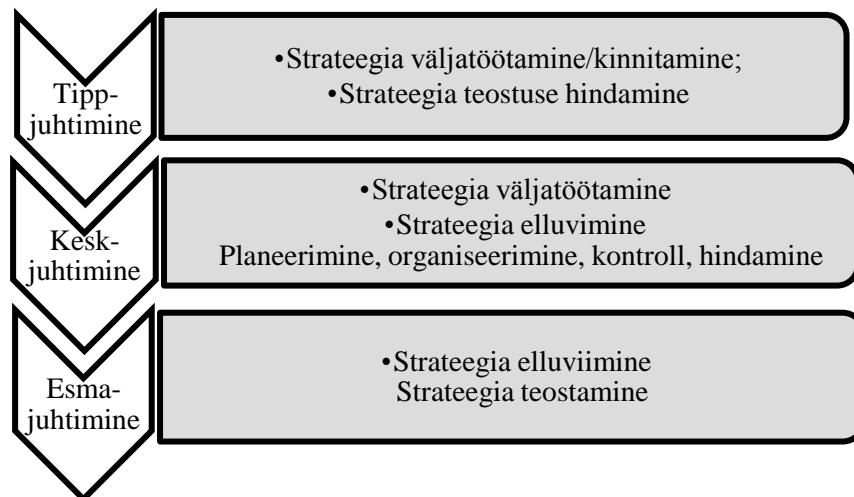 Tipp-
juhtimine
•Strateegia väljatöötamine/kinnitamine;
•Strateegia teostuse hindamine
Kesk-
juhtimine
•Strateegia väljatöötamine
•Strateegia elluvimine
Planeerimine, organiseerimine, kontroll, hindamine
Esma-
juhtimine
•Strateegia elluviimine
Strateegia teostamine